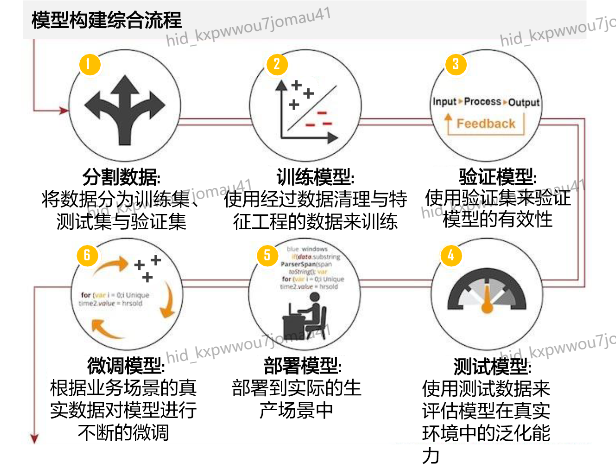 模型构建综合流程
hid_kxpwwou7jomau41
hid_kxpwwou7jomau41
1
2
3
Input Process Output
Feedback
分割数据:
将数据分为训练集、
测试集与验证集
训练模型:
使用经过数据清理与特
征工程的数据来训练
验证模型:
使用验证集来验证
模型的有效性
hid_kxpwwou7jomau41
hid_kxpwwou7jomau41
hid_kxpwwou7jomau41
6
for (var i = 0;i Unique
time2.value = hrsold
5
blue windows
if(data.substring
ParserSpan(span
.toString(); var
for (var i = 0;i Unique
time2.value = hrsold
4
微调模型:
根据业务场景的真
实数据对模型进行
不断的微调
部署模型:
部署到实际的生
产场景中
测试模型:
使用测试数据来
评估模型在真实
环境中的泛化能
力
hid_kxpwwou7jomau41
hid_kxpwwou7jomau41